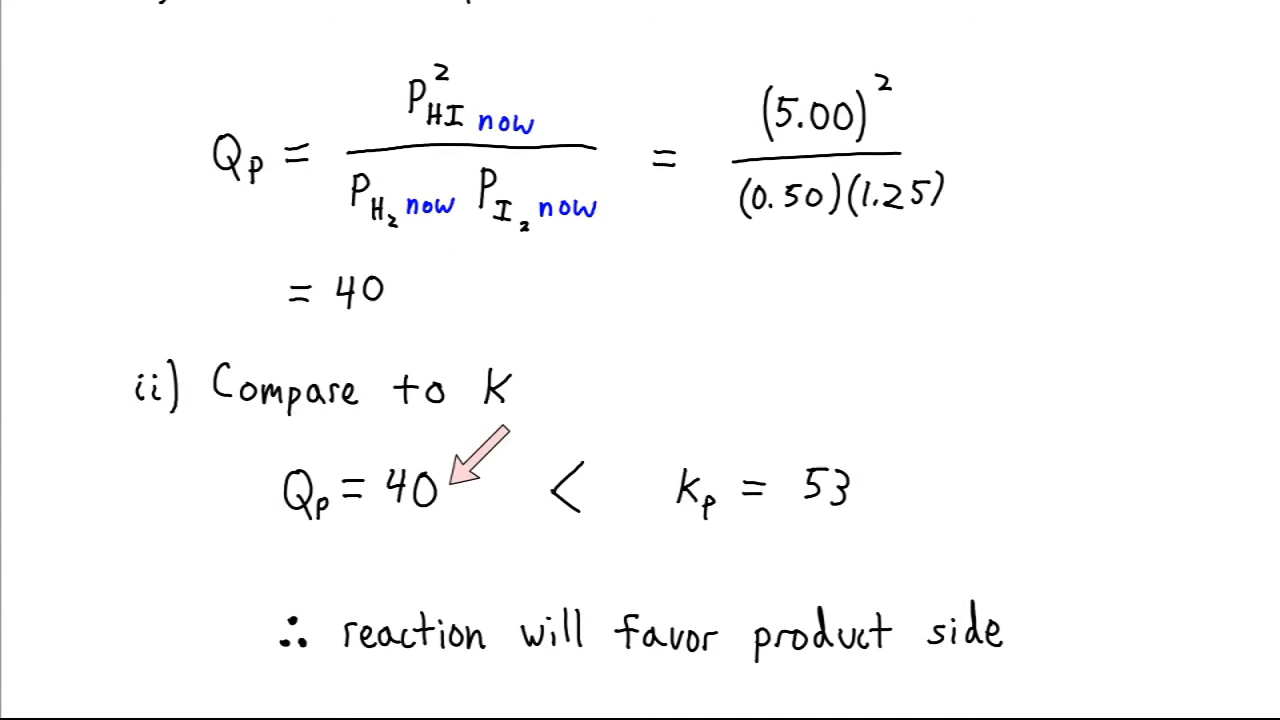 Qₚ = P²HI now / PH₂ now PI₂ now = (5.00)² / (0.50)(1.25)
= 40
ii) Compare to K
Qₚ = 40 < Kₚ = 53
∴ reaction will favor product side